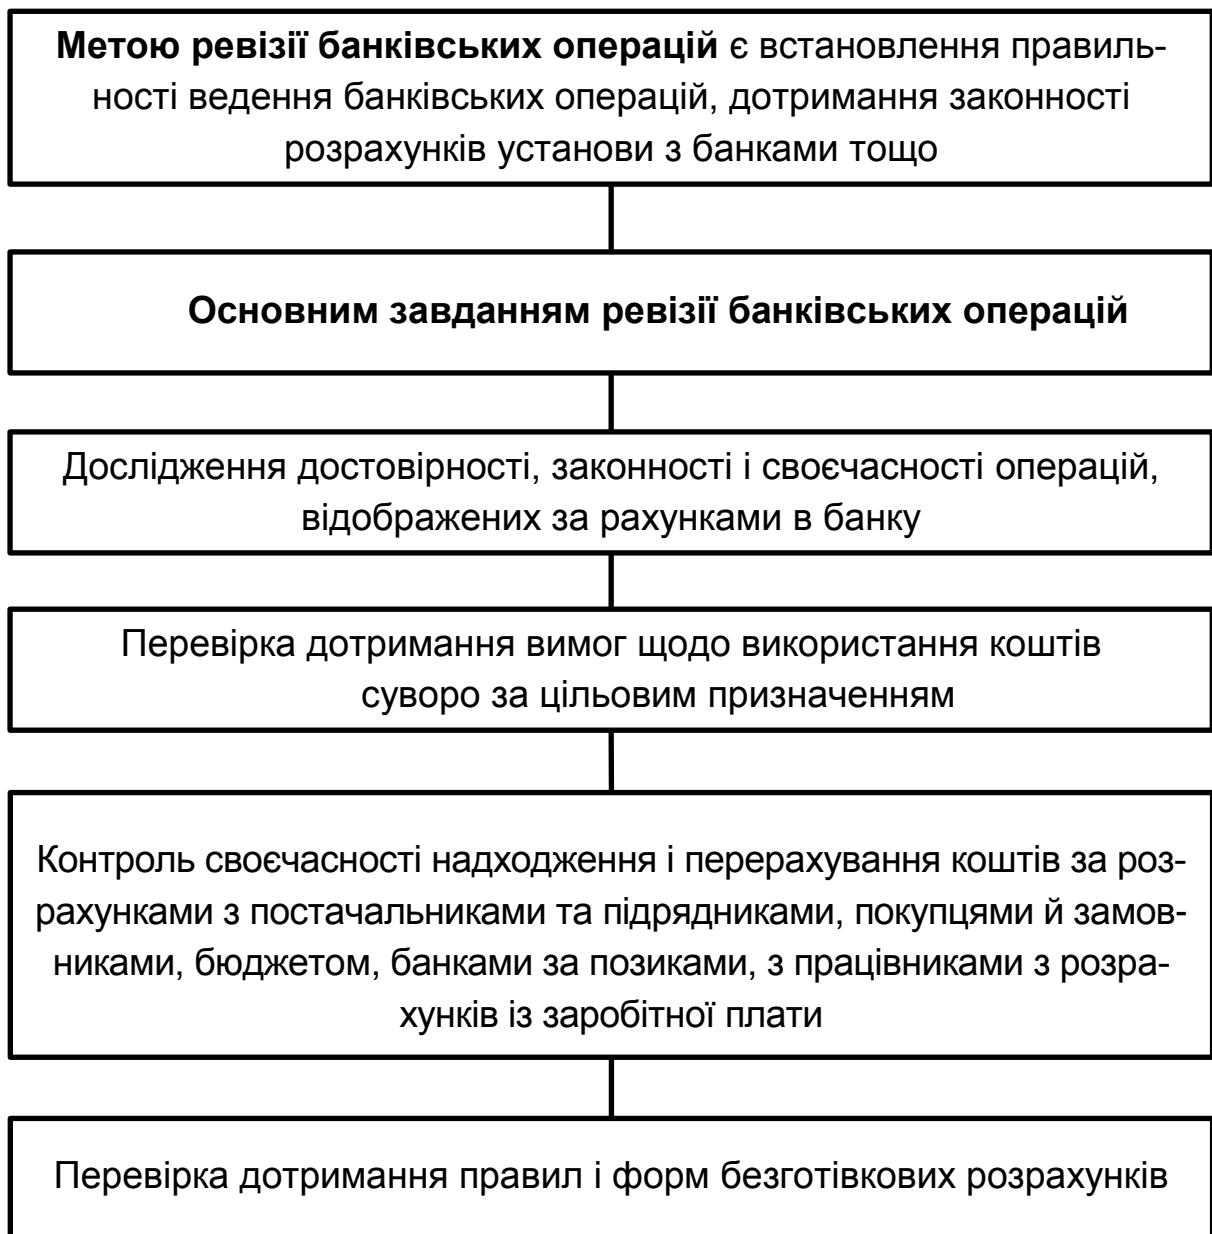 Метою ревізії банківських операцій є встановлення правиль-
ності ведення банківських операцій, дотримання законності
розрахунків установи з банками тощо
Основним завданням ревізії банківських операцій
Дослідження достовірності, законності і своєчасності операцій,
відображених за рахунками в банку
Перевірка дотримання вимог щодо використання коштів
суворо за цільовим призначенням
Контроль своєчасності надходження і перерахування коштів за роз-
рахунками з постачальниками та підрядниками, покупцями й замов-
никами, бюджетом, банками за позиками, з працівниками з розра-
хунків із заробітної плати
Перевірка дотримання правил і форм безготівкових розрахунків